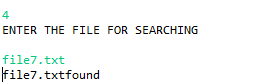 4
ENTER THE FILE FOR SEARCHING
file7.txt
file7.txtfound